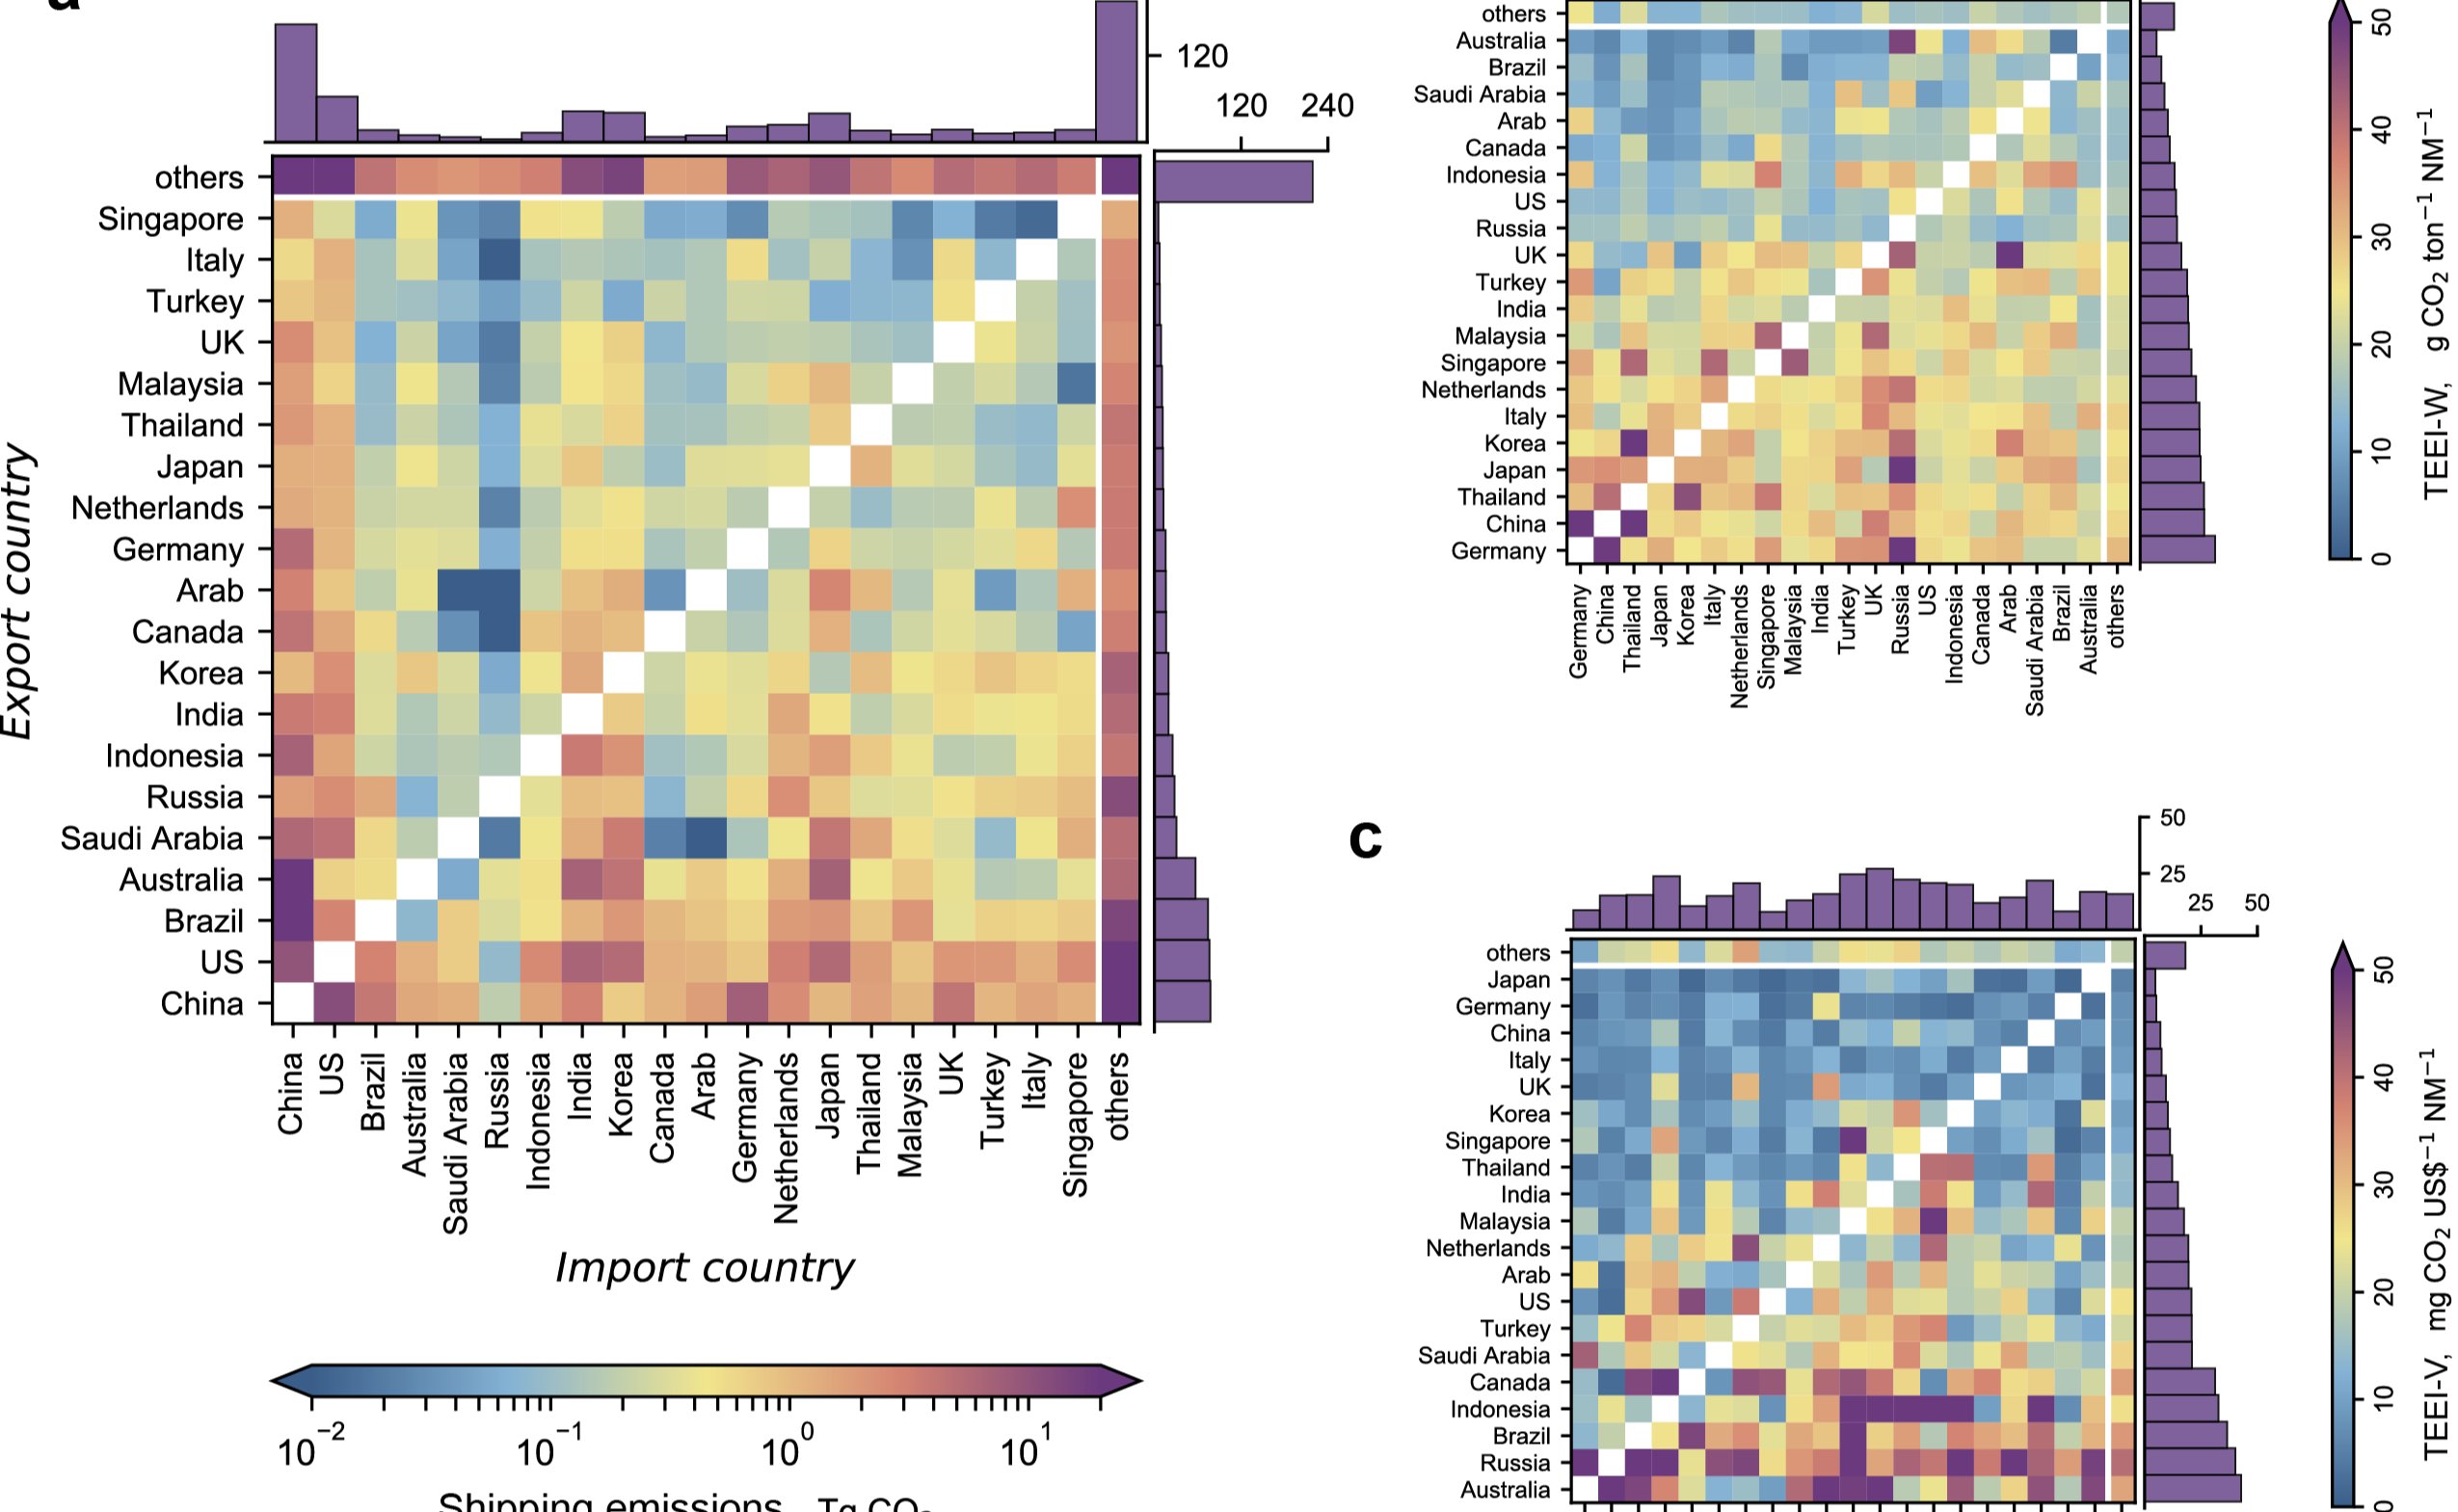 120
120 240
others
Singapore
Italy
Turkey
UK
Malaysia
Thailand
Japan
Netherlands
Germany
Arab
Canada
Korea
India
Indonesia
Russia
Saudi Arabia
Australia
Brazil
US
China
Export country
China
US
Brazil
Australia
Saudi Arabia
Russia
Indonesia
India
Korea
Canada
Arab
Germany
Netherlands
Japan
Thailand
Malaysia
UK
Turkey
Italy
Singapore
others
Import country
10⁻² 10⁻¹ 10⁰ 10¹
Shipping emissions, Tg CO₂
others
Australia
Brazil
Saudi Arabia
Arab
Canada
Indonesia
US
Russia
UK
Turkey
India
Malaysia
Singapore
Netherlands
Italy
Korea
Japan
Thailand
China
Germany
Germany
China
Thailand
Japan
Korea
Italy
Netherlands
Singapore
Malaysia
India
Turkey
UK
Russia
US
Indonesia
Canada
Arab
Saudi Arabia
Brazil
Australia
others
50
40
30
20
10
0
TEEI-W, g CO₂ ton⁻¹ NM⁻¹
c
50
25
25 50
others
Japan
Germany
China
Italy
UK
Korea
Singapore
Thailand
India
Malaysia
Netherlands
Arab
US
Turkey
Saudi Arabia
Canada
Indonesia
Brazil
Russia
Australia
50
40
30
20
10
0
TEEI-V, mg CO₂ US$⁻¹ NM⁻¹